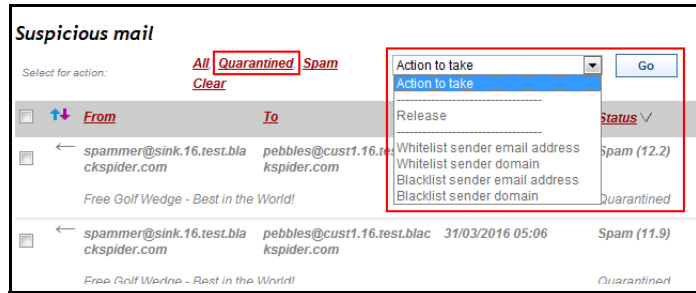 Suspicious mail
Select for action:
All Quarantined Spam
Clear
Action to take
Go
Action to take
--------------------------------
Release
--------------------------------
Whitelist sender email address
Whitelist sender domain
Blacklist sender email address
Blacklist sender domain
From To Status
spammer@sink.16.test.bla pebbles@cust1.16.tes Spam (12.2)
ckspider.com kspider.com
Free Golf Wedge - Best in the World! Quarantined
spammer@sink.16.test.bla pebbles@cust1.16.test.blac 31/03/2016 05:06 Spam (11.9)
ckspider.com kspider.com
Free Golf Wedge - Best in the World! Quarantined